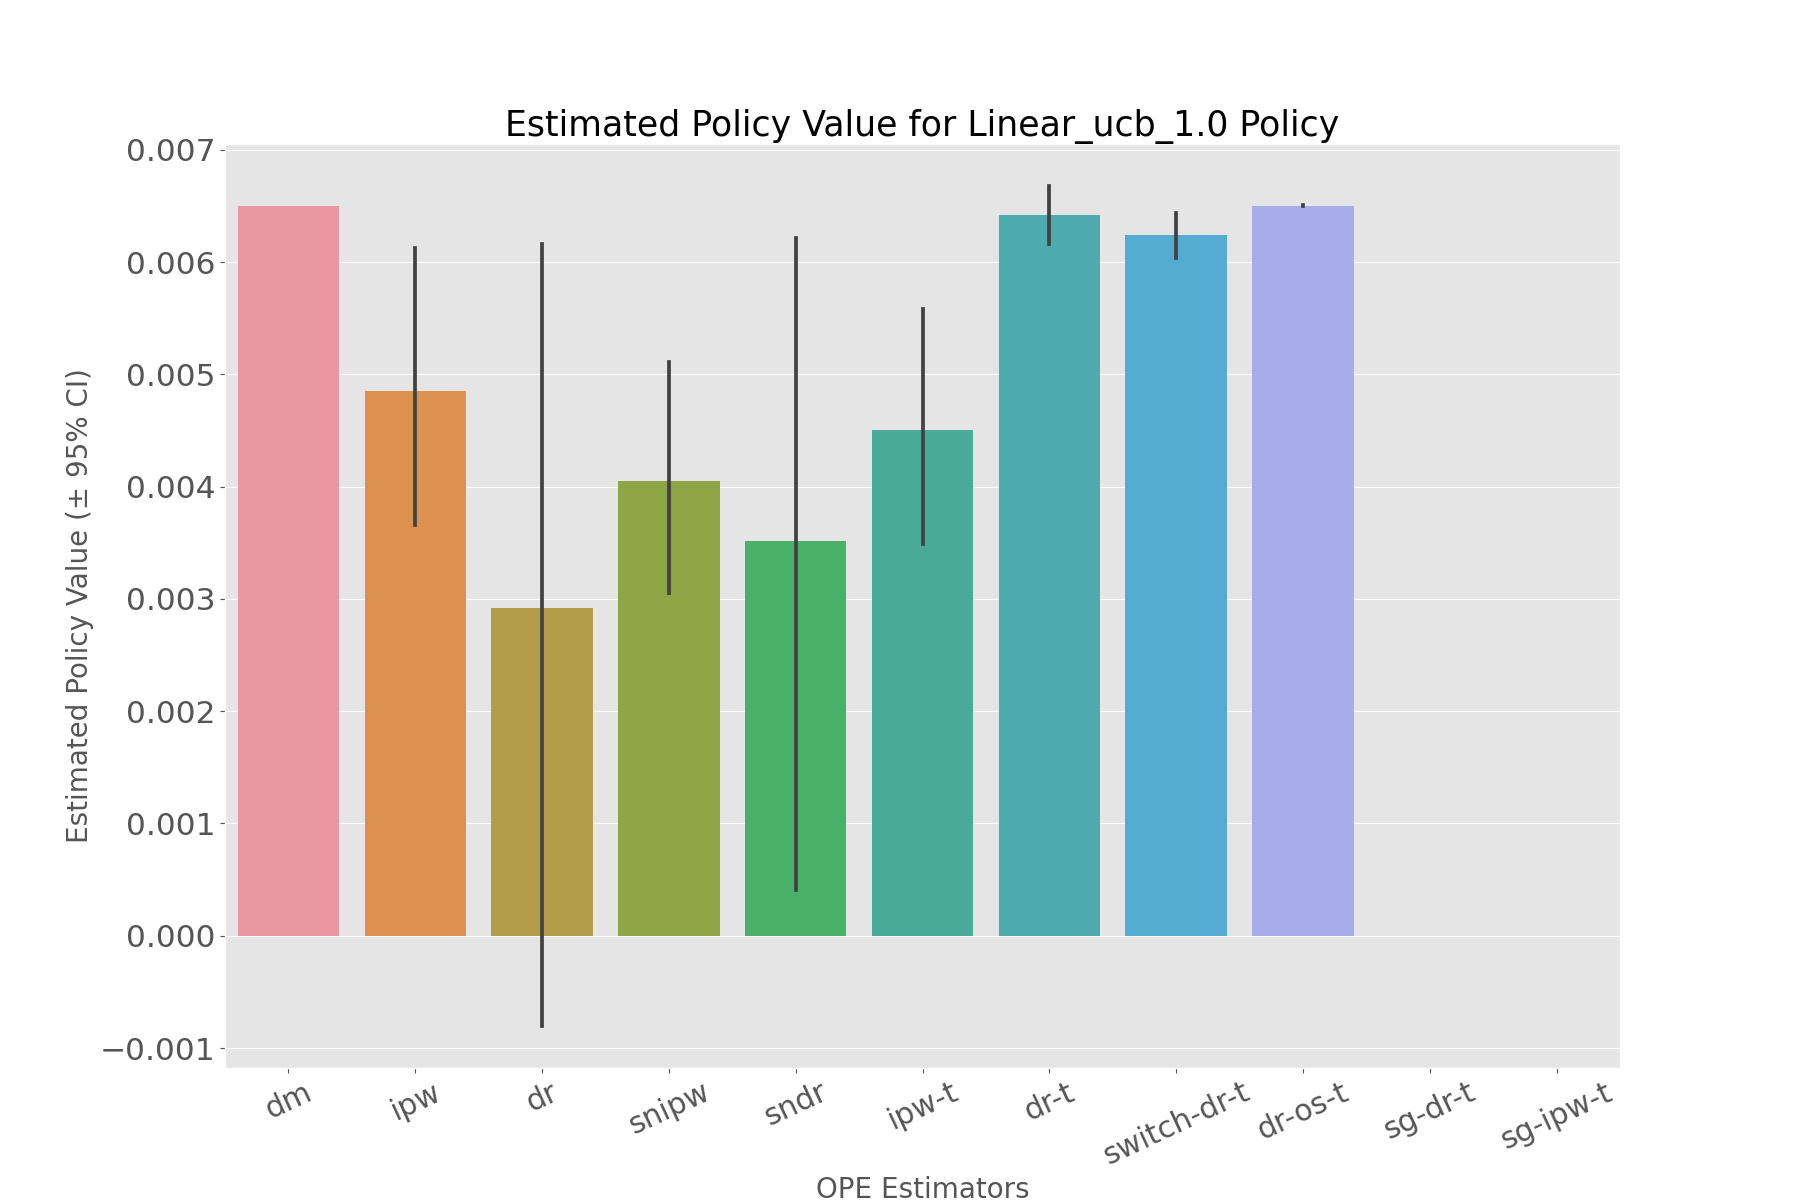 Estimated Policy Value for Linear_ucb_1.0 Policy
Estimated Policy Value (± 95% CI)
0.007
0.006
0.005
0.004
0.003
0.002
0.001
0.000
−0.001
dm
ipw
dr
snipw
sndr
ipw-t
dr-t
switch-dr-t
dr-os-t
sg-dr-t
sg-ipw-t
OPE Estimators